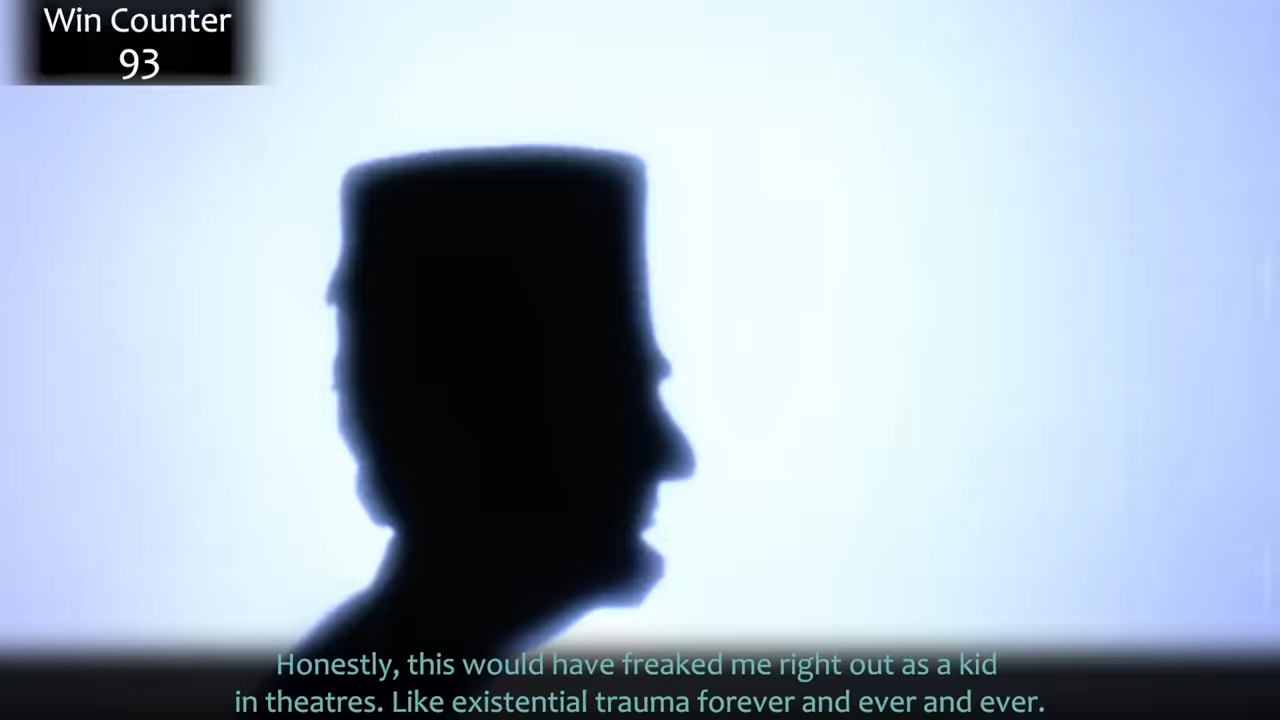 Win Counter
93
Honestly, this would have freaked me right out as a kid
in theatres. Like existential trauma forever and ever and ever.